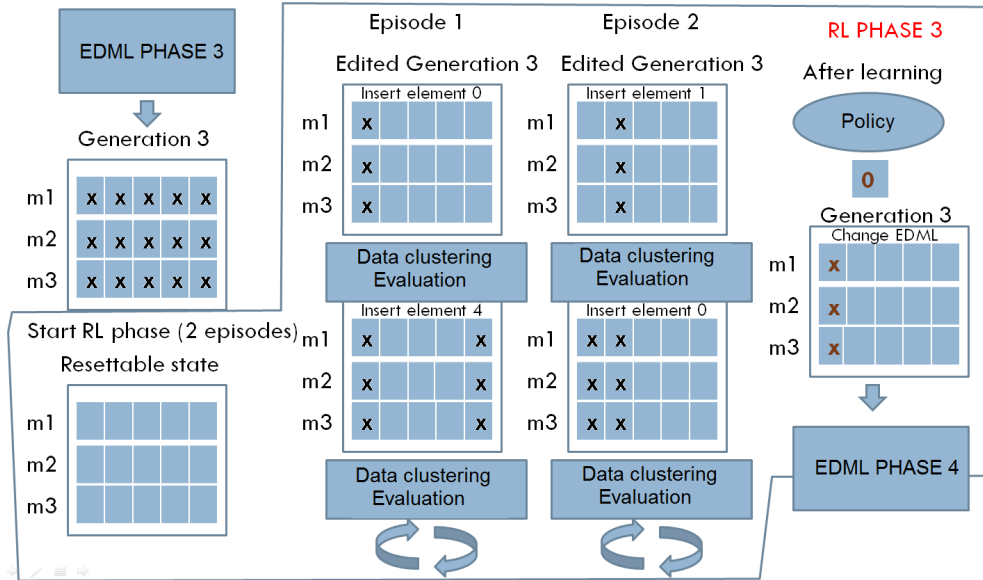 EDML PHASE 3
Generation 3
m1 x x x x x
m2 x x x x x
m3 x x x x x
Start RL phase (2 episodes)
Resettable state
m1
m2
m3
Episode 1
Edited Generation 3
Insert element 0
m1 x
m2 x
m3 x
Data clustering
Evaluation
Insert element 4
m1 x x
m2 x x
m3 x x
Data clustering
Evaluation
Episode 2
Edited Generation 3
Insert element 1
m1 x
m2 x
m3 x
Data clustering
Evaluation
Insert element 0
m1 x x
m2 x x
m3 x x
Data clustering
Evaluation
RL PHASE 3
After learning
Policy
0
Generation 3
Change EDML
m1 x
m2 x
m3 x
EDML PHASE 4